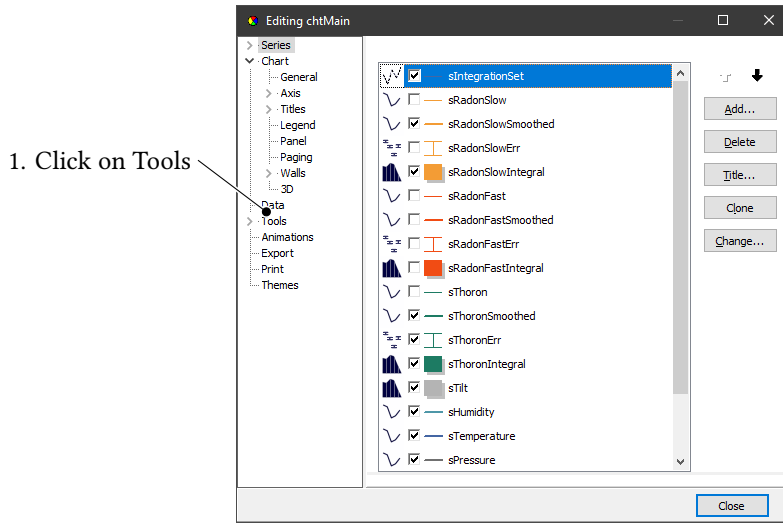 Editing chtMain
1. Click on Tools
Series
Chart
General
Axis
Titles
Legend
Panel
Paging
Walls
3D
Data
Tools
Animations
Export
Print
Themes
sIntegrationSet
sRadonSlow
sRadonSlowSmoothed
sRadonSlowErr
sRadonSlowIntegral
sRadonFast
sRadonFastSmoothed
sRadonFastErr
sRadonFastIntegral
sThoron
sThoronSmoothed
sThoronErr
sThoronIntegral
sTilt
sHumidity
sTemperature
sPressure
Add...
Delete
Title...
Clone
Change...
Close